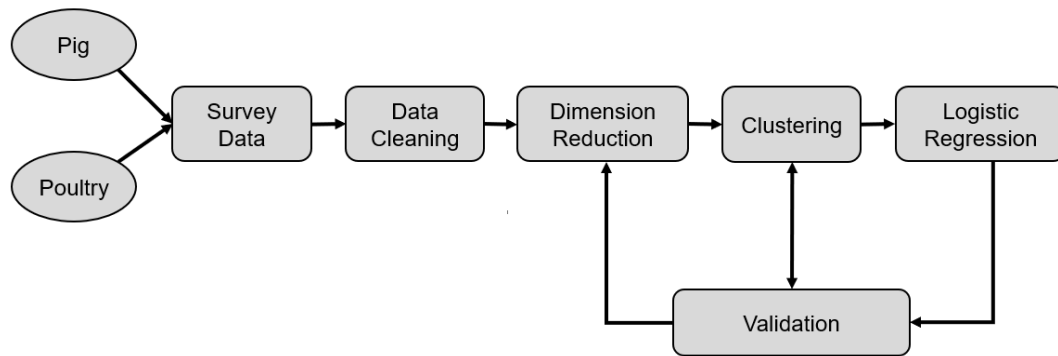 Pig
Poultry
Survey
Data
Data
Cleaning
Dimension
Reduction
Clustering
Logistic
Regression
Validation